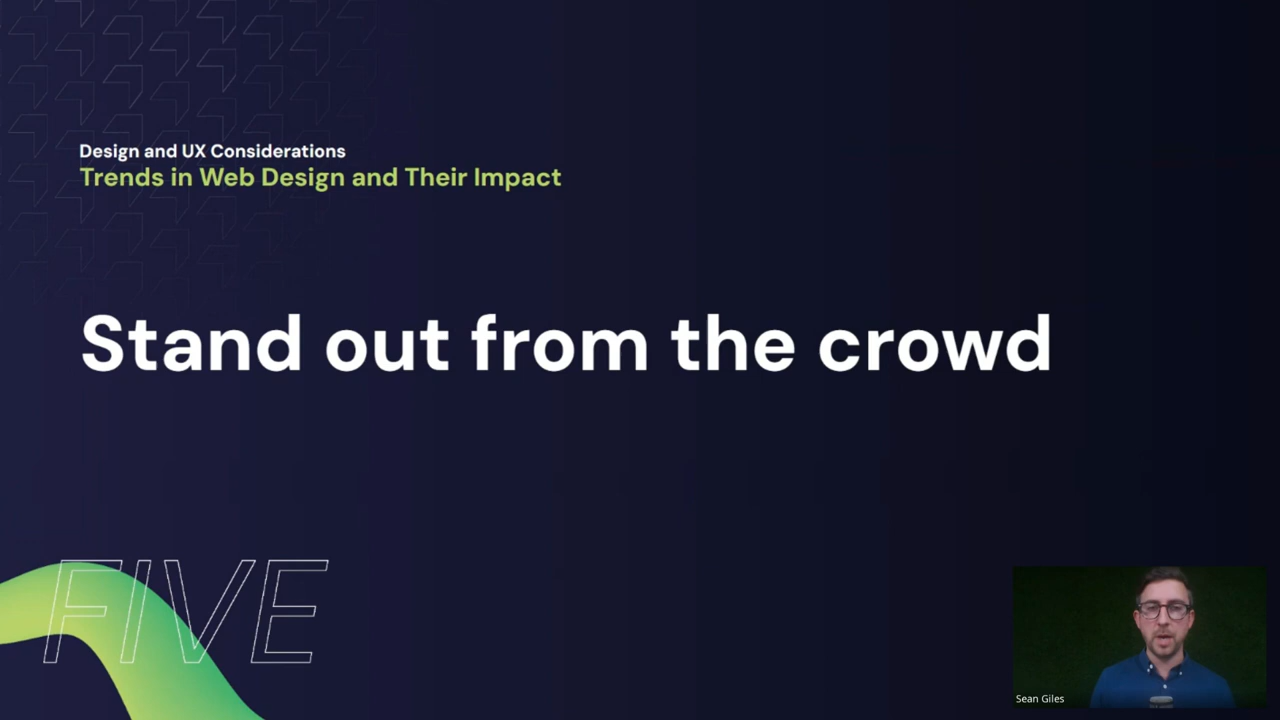 Design and UX Considerations
Trends in Web Design and Their Impact
Stand out from the crowd
FIVE
Sean Giles